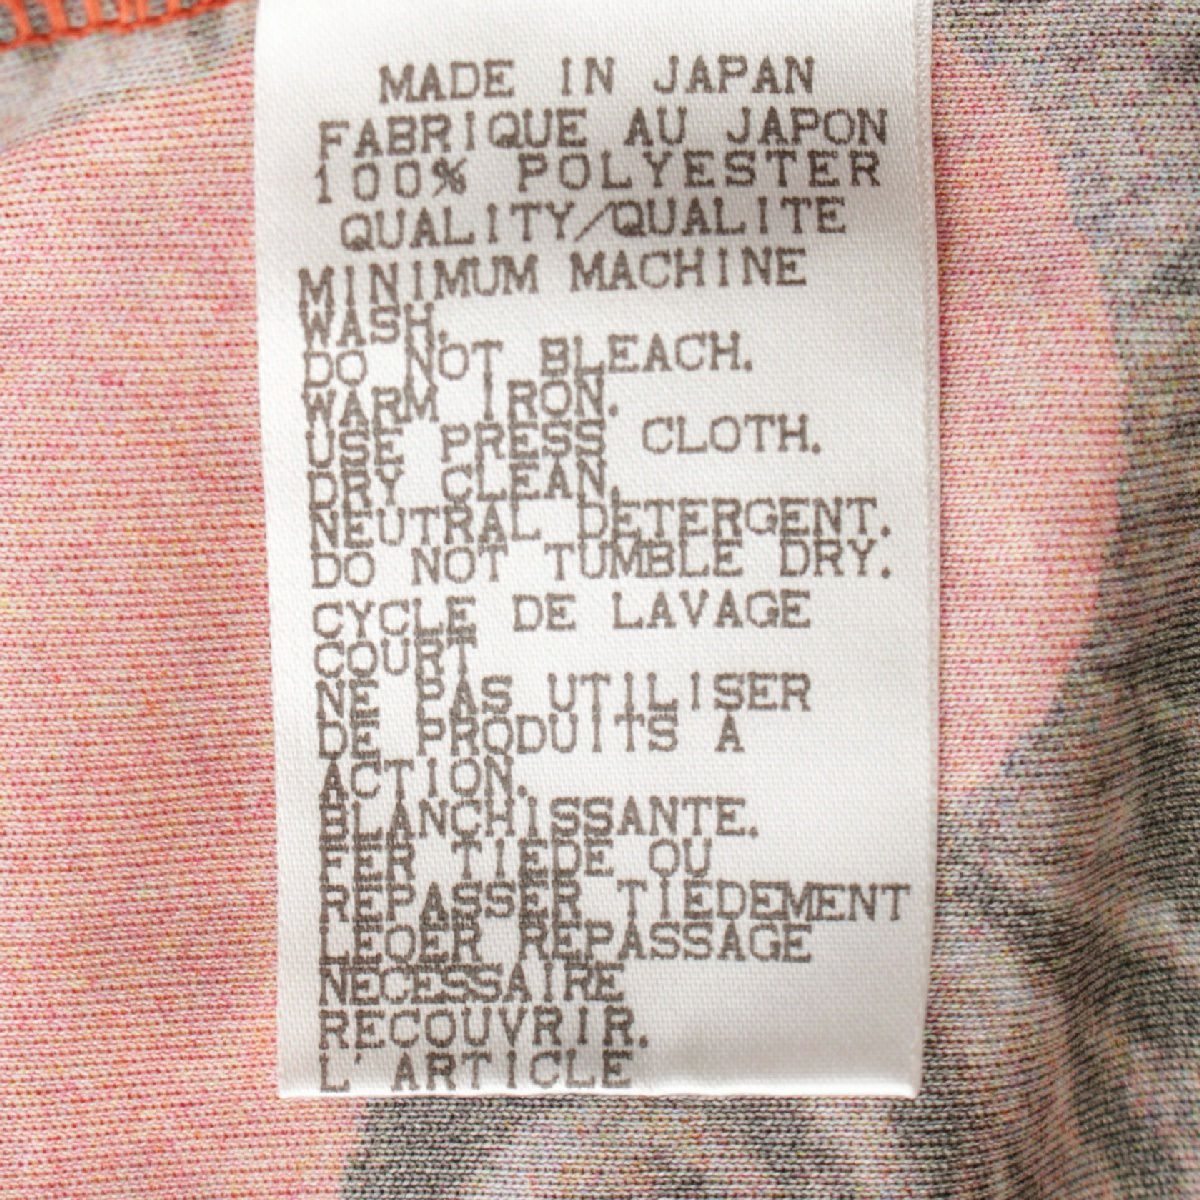 MADE IN JAPAN
FABRIQUE AU JAPON
100% POLYESTER
QUALITY/QUALITE
MINIMUM MACHINE
WASH.
DO NOT BLEACH.
WARM IRON.
USE PRESS CLOTH.
DRY CLEAN.
NEUTRAL DETERGENT.
DO NOT TUMBLE DRY.
CYCLE DE LAVAGE
COURT
NE PAS UTILISER
DE PRODUITS A
ACTION.
BLANCHISSANTE.
FER TIEDE OU
REPASSER TIEDEMENT
LEOER REPASSAGE
NECESSAIRE
RECOUVRIR.
L' ARTICLE